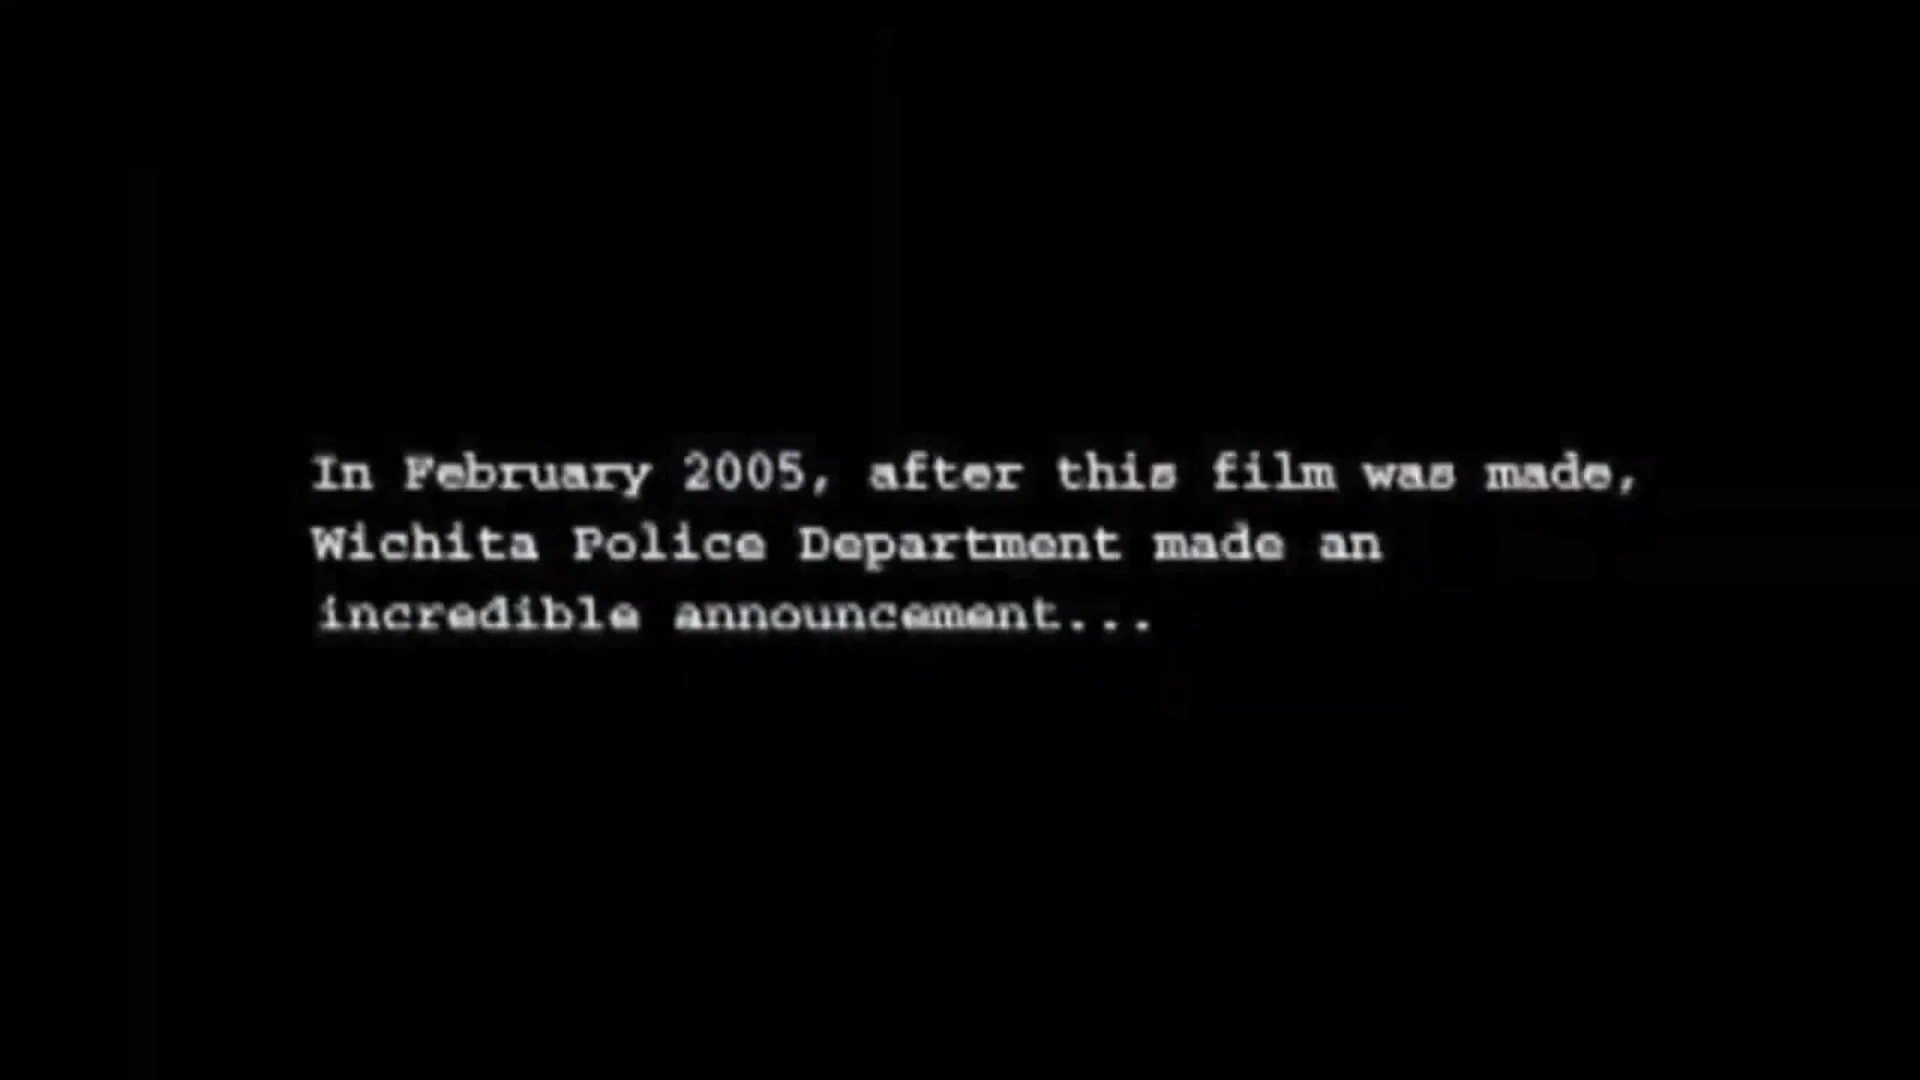 In February 2005, after this film was made,
Wichita Police Department made an
incredible announcement...